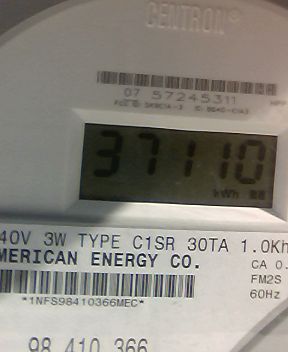 CENTRON®
07 57245311
37110
kWh
40V 3W TYPE C1SR 30TA 1.0Kh
MERICAN ENERGY CO.
CA 0.
FM2S
*1NFS98410366MEC*
60Hz
98 410 366